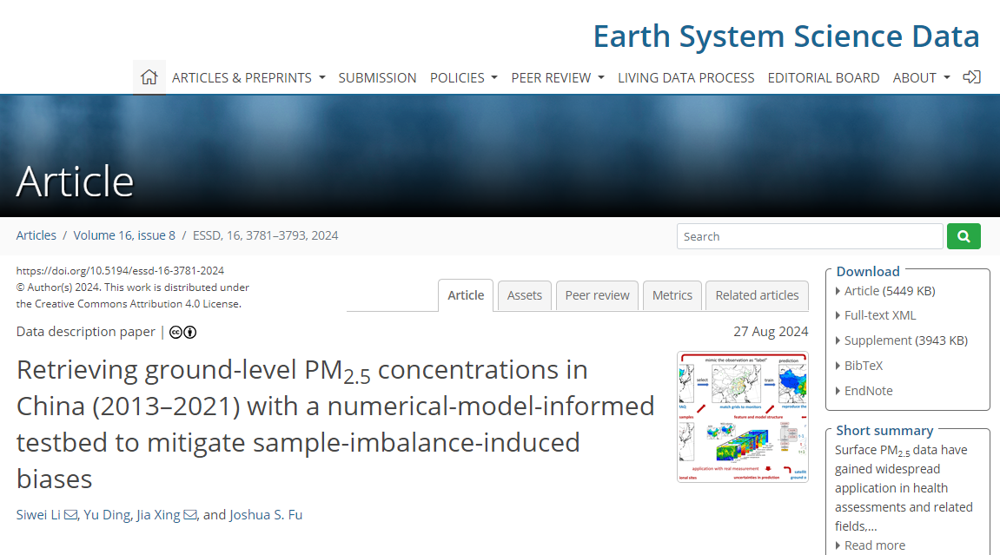 Earth System Science Data
ARTICLES & PREPRINTS SUBMISSION POLICIES PEER REVIEW LIVING DATA PROCESS EDITORIAL BOARD ABOUT
Article
Articles / Volume 16, issue 8 / ESSD, 16, 3781–3793, 2024
Search
https://doi.org/10.5194/essd-16-3781-2024
© Author(s) 2024. This work is distributed under
the Creative Commons Attribution 4.0 License.
Article Assets Peer review Metrics Related articles
Data description paper | 27 Aug 2024
Retrieving ground-level PM2.5 concentrations in
China (2013–2021) with a numerical-model-informed
testbed to mitigate sample-imbalance-induced
biases
Siwei Li, Yu Ding, Jia Xing, and Joshua S. Fu
mimic the observation as "label" prediction
select
train
match grids to monitors
reproduce the
samples
feature and model structure
application with real measurement
uncertainties in prediction
ground o
Download
Article (5449 KB)
Full-text XML
Supplement (3943 KB)
BibTeX
EndNote
Short summary
Surface PM2.5 data have
gained widespread
application in health
assessments and related
fields,...
Read more